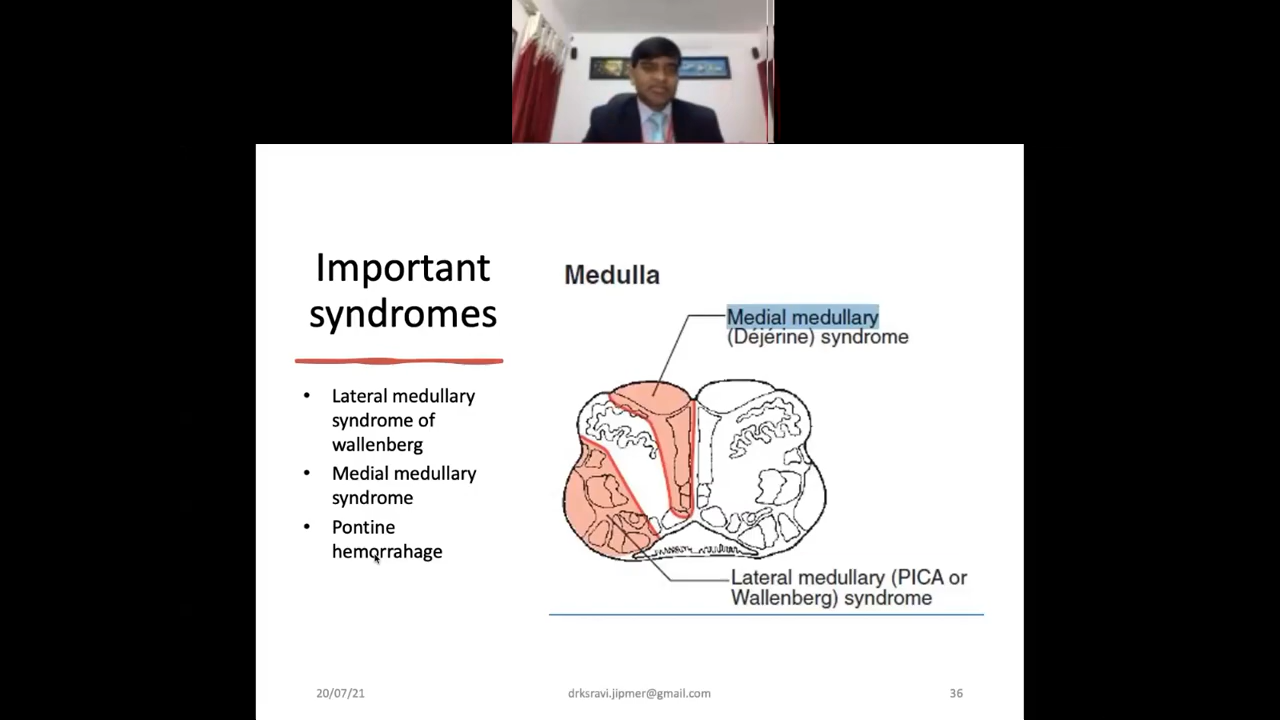 Important
syndromes
• Lateral medullary
syndrome of
wallenberg
• Medial medullary
syndrome
• Pontine
hemorrahage
Medulla
Medial medullary
(Déjérine) syndrome
Lateral medullary (PICA or
Wallenberg) syndrome
20/07/21
drksravi.jipmer@gmail.com
36